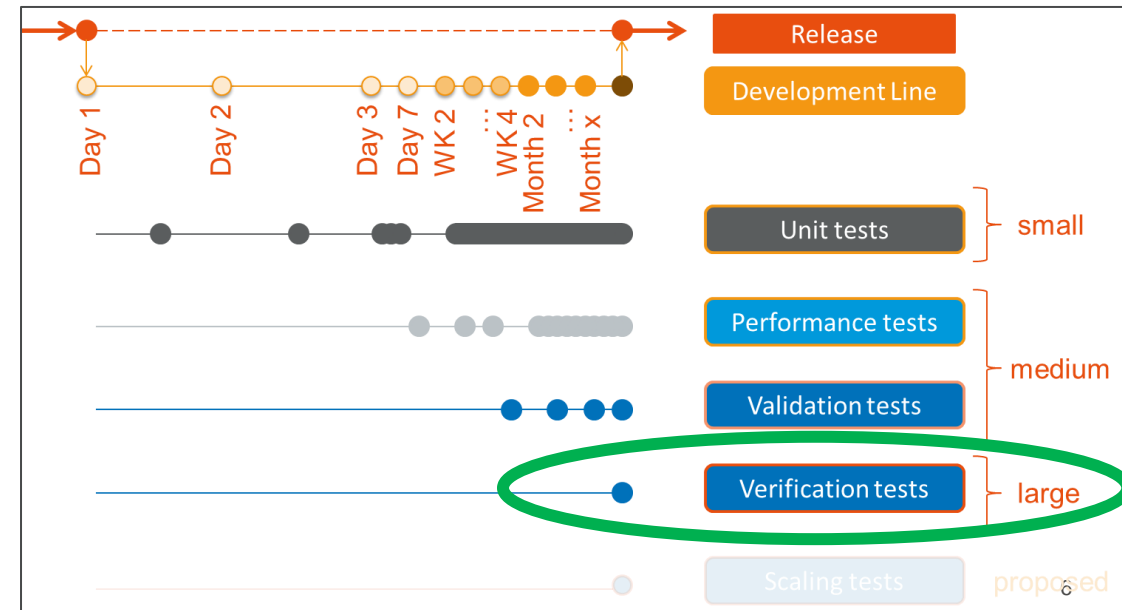 Release
Development Line
Day 1
Day 2
Day 3
Day 7
WK 2
...
WK 4
Month 2
...
Month x
Unit tests
small
Performance tests
medium
Validation tests
Verification tests
large
Scaling tests
proposed
6